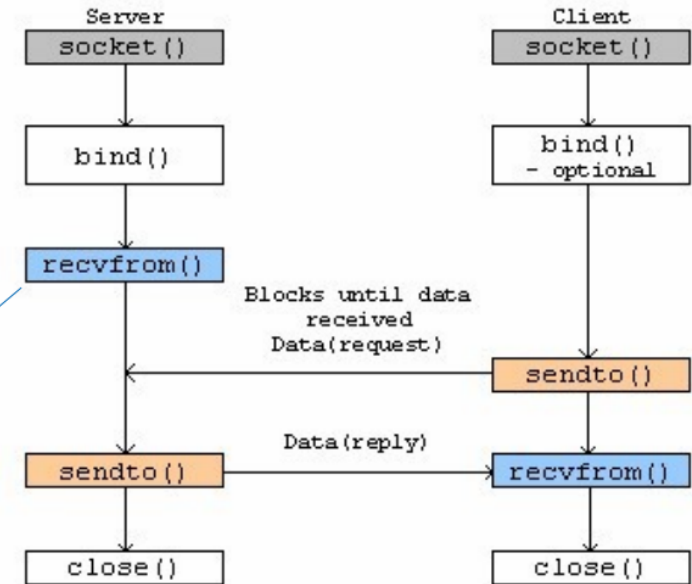 Server
Client
socket()
socket()
bind()
bind()
- optional
recvfrom()
Blocks until data
received
Data(request)
sendto()
Data(reply)
sendto()
recvfrom()
close()
close()